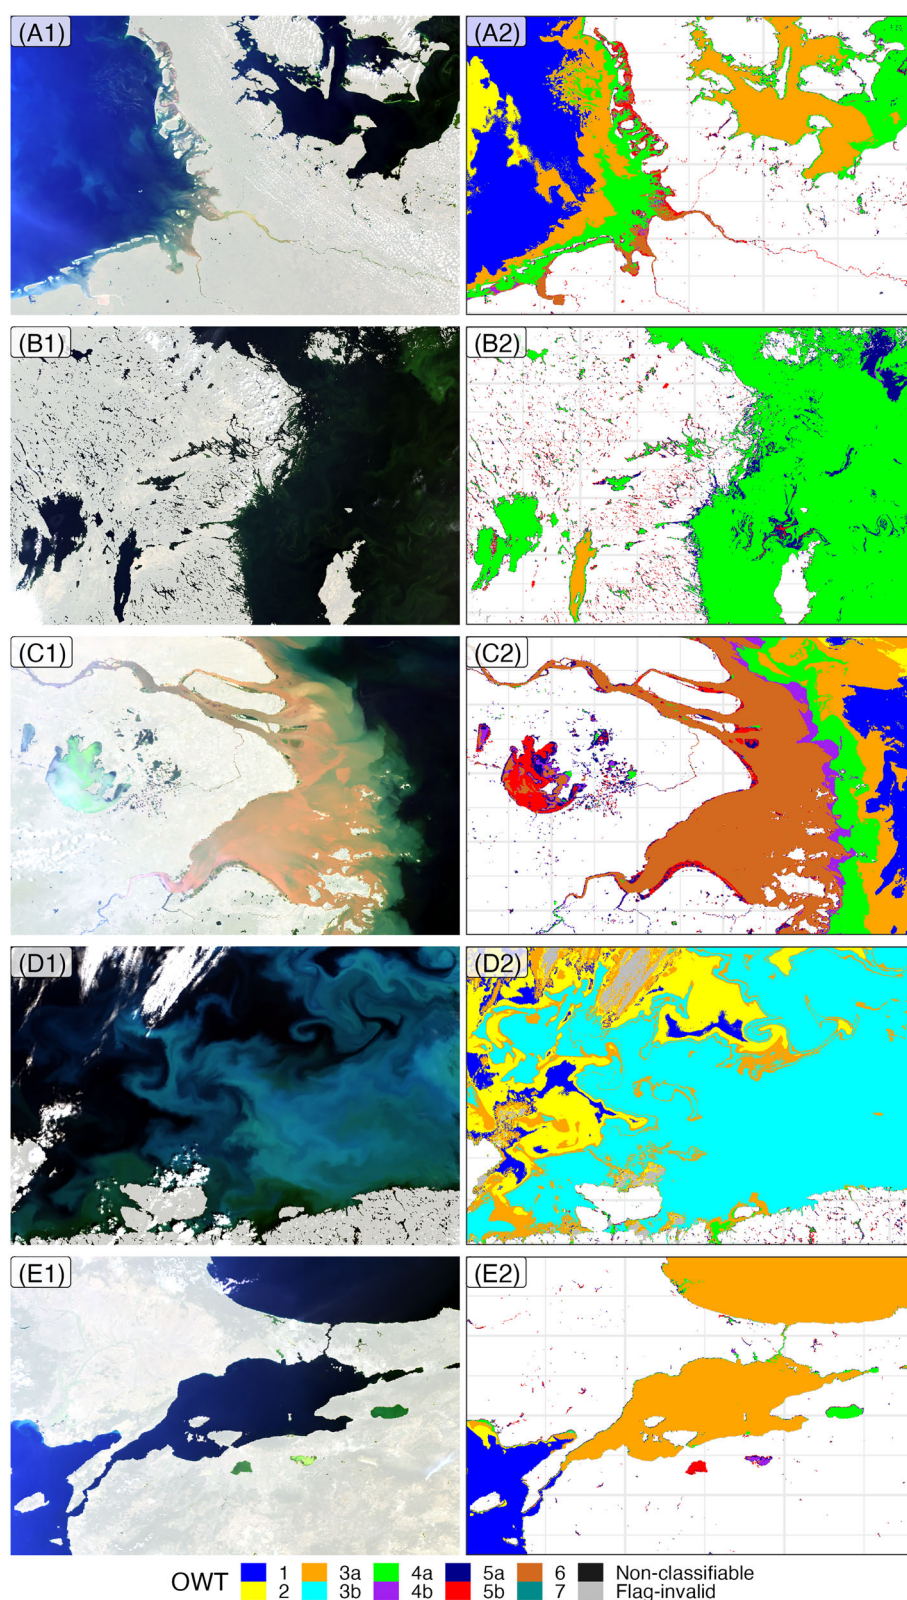 (A1) (A2)
(B1) (B2)
(C1) (C2)
(D1) (D2)
(E1) (E2)
OWT 1 3a 4a 5a 6 Non-classifiable
2 3b 4b 5b 7 Flag-invalid